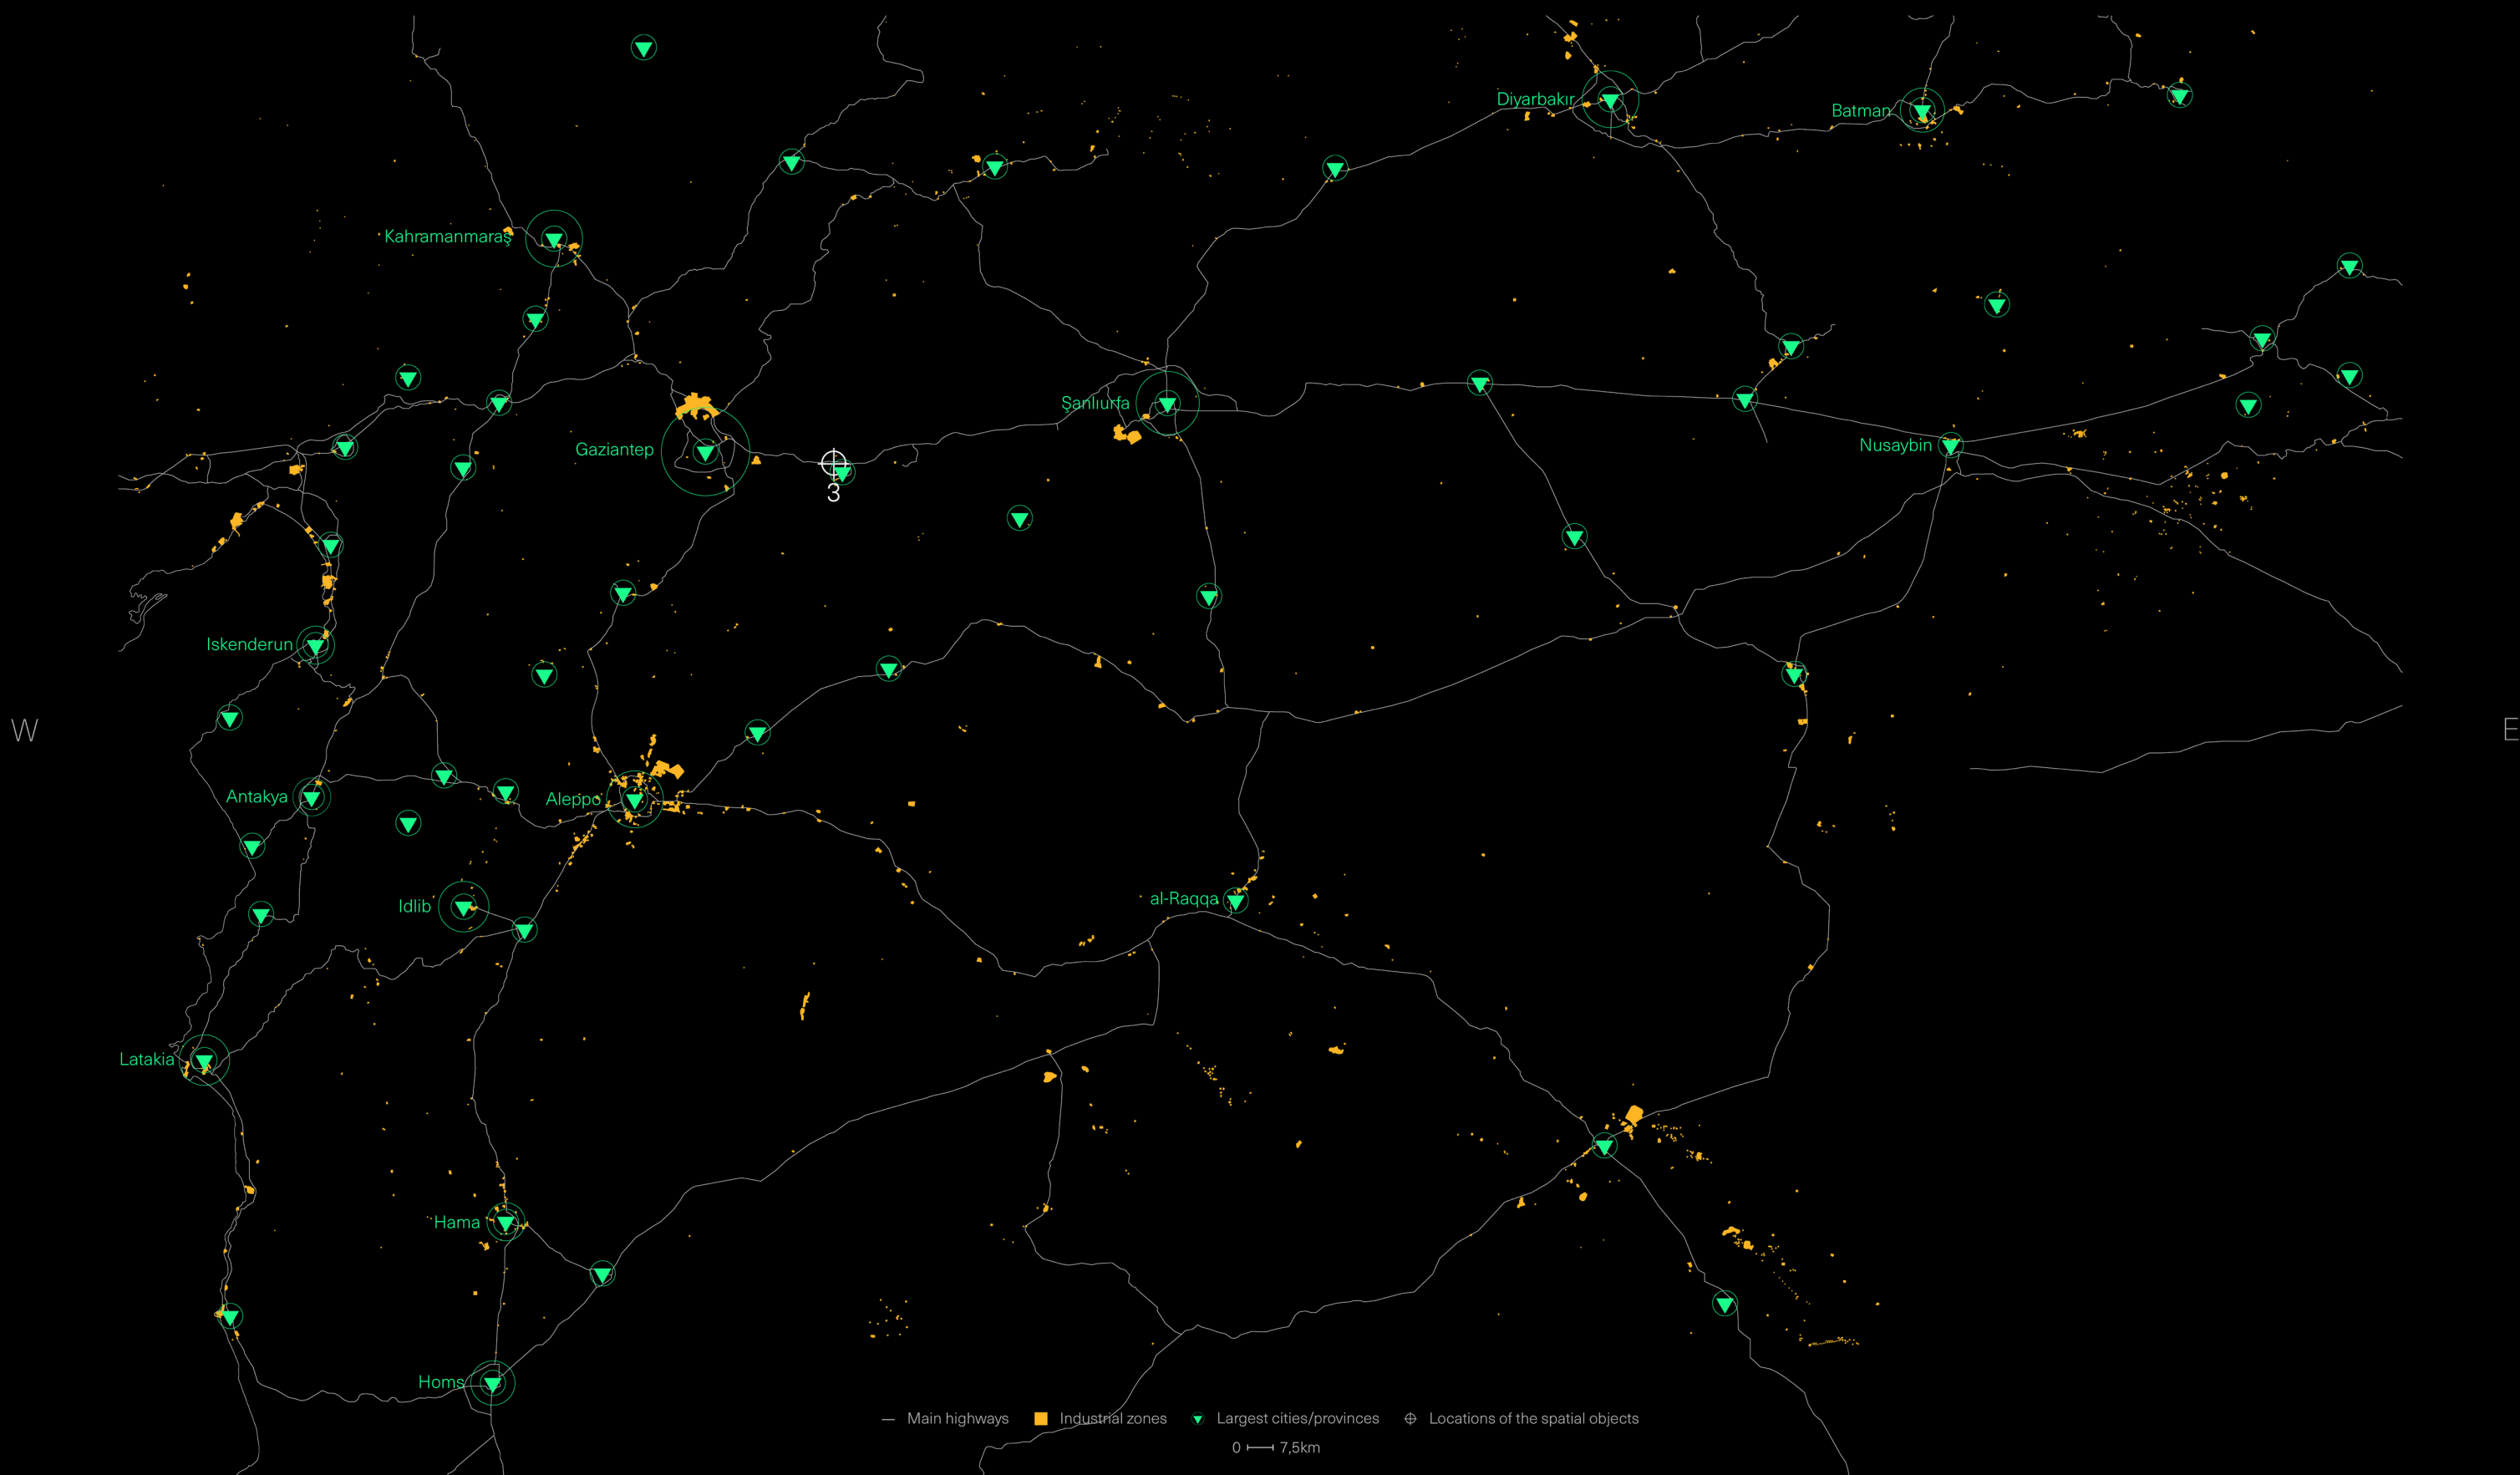 Diyarbakır
Batman
Kahramanmaraş
Şanlıurfa
Gaziantep
Nusaybin
3
Iskenderun
W
E
Antakya
Aleppo
Idlib
al-Raqqa
Latakia
Hama
Homs
Main highways
Industrial zones
Largest cities/provinces
Locations of the spatial objects
0 7,5km